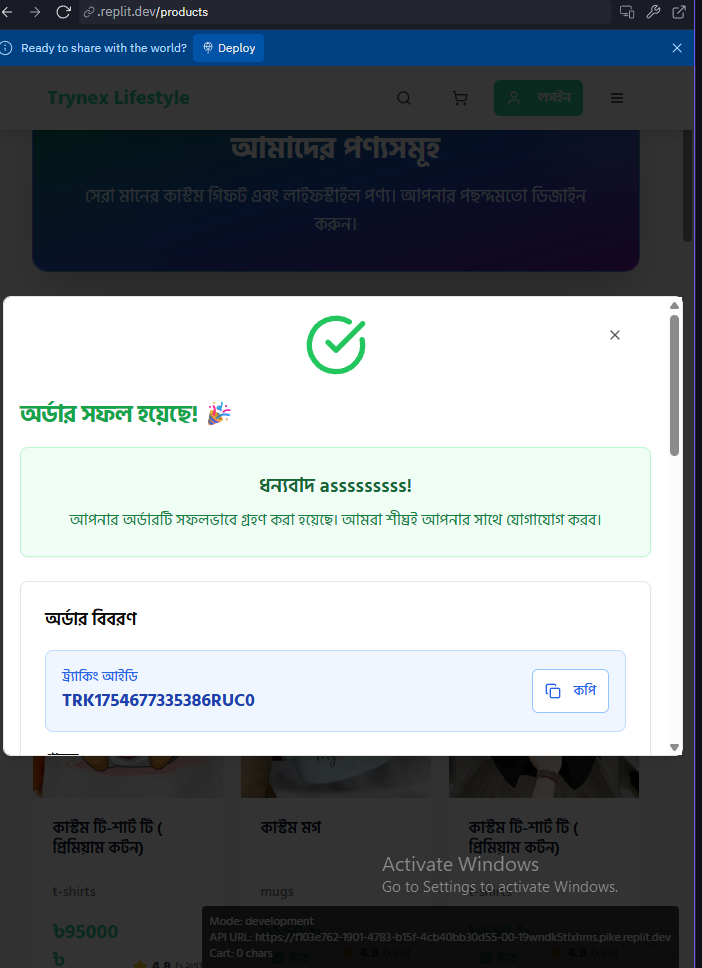 .replit.dev/products
Ready to share with the world? Deploy
Trynex Lifestyle
লগইন
আমাদের পণ্যসমূহ
সেরা মানের কাস্টম গিফট এবং লাইফস্টাইল পণ্য। আপনার পছন্দমতো ডিজাইন
করুন।
অর্ডার সফল হয়েছে! 🎉
ধন্যবাদ asssssssss!
আপনার অর্ডারটি সফলভাবে গ্রহণ করা হয়েছে। আমরা শীঘ্রই আপনার সাথে যোগাযোগ করব।
অর্ডার বিবরণ
ট্র্যাকিং আইডি
TRK1754677335386RUC0
কপি
কাস্টম টি-শার্ট টি (
প্রিমিয়াম কটন)
t-shirts
৳95000
৳
4.8
কাস্টম মগ
mugs
কাস্টম টি-শার্ট টি (
প্রিমিয়াম কটন)
t-shirts
Activate Windows
Go to Settings to activate Windows.
Mode: development
API URL: https://f103e762-1901-4783-b15f-4cb40bb30d55-00-19wndk5tlxhms.pike.replit.dev
Cart: 0 chars